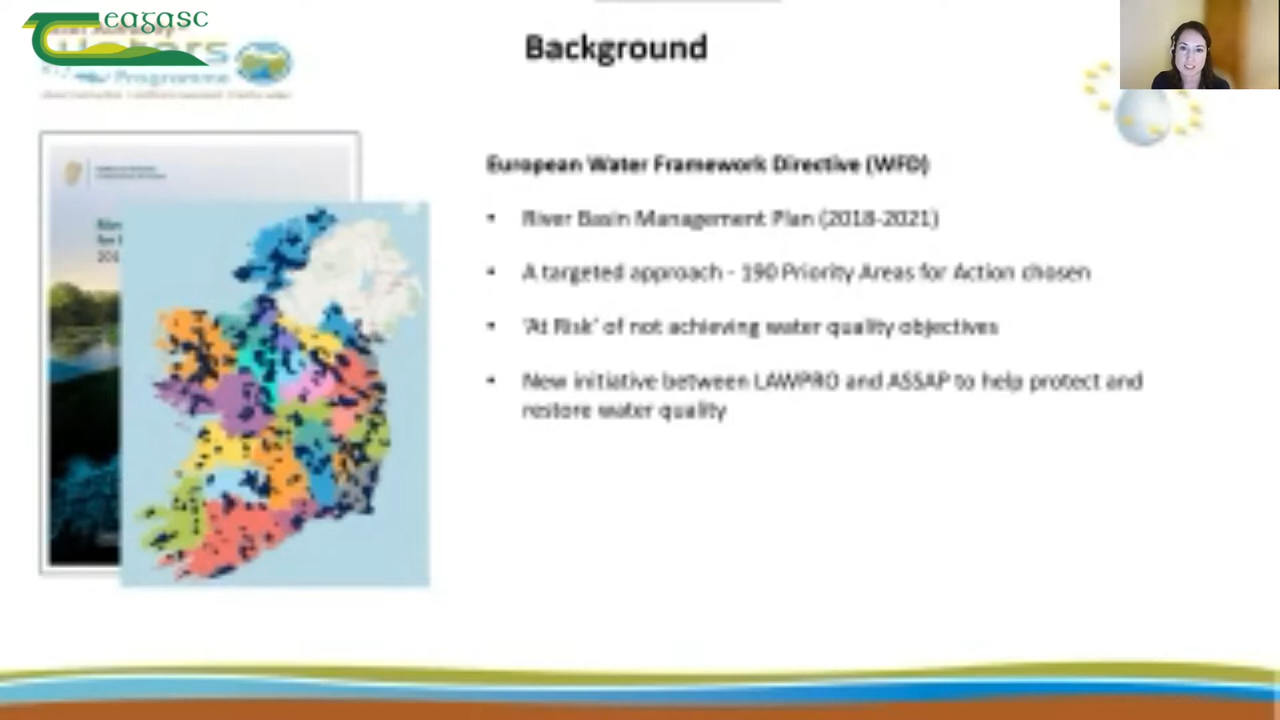 Teagasc
Waters
Programme
Background
European Water Framework Directive (WFD)
• River Basin Management Plan (2018-2021)
• A targeted approach - 190 Priority Areas for Action chosen
• 'At Risk' of not achieving water quality objectives
• New initiative between LAWPRO and ASSAP to help protect and
restore water quality